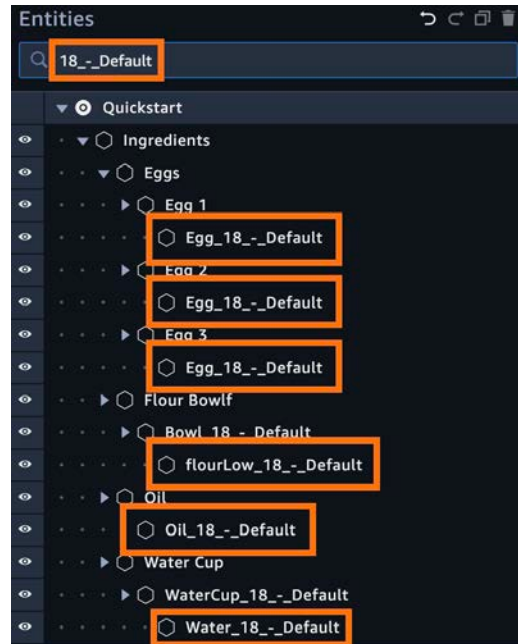 Entities
18_-_Default
Quickstart
Ingredients
Eggs
Egg 1
Egg_18_-_Default
Egg 2
Egg_18_-_Default
Egg 3
Egg_18_-_Default
Flour Bowlf
Bowl_18_-_Default
flourLow_18_-_Default
Oil
Oil_18_-_Default
Water Cup
WaterCup_18_-_Default
Water_18_-_Default